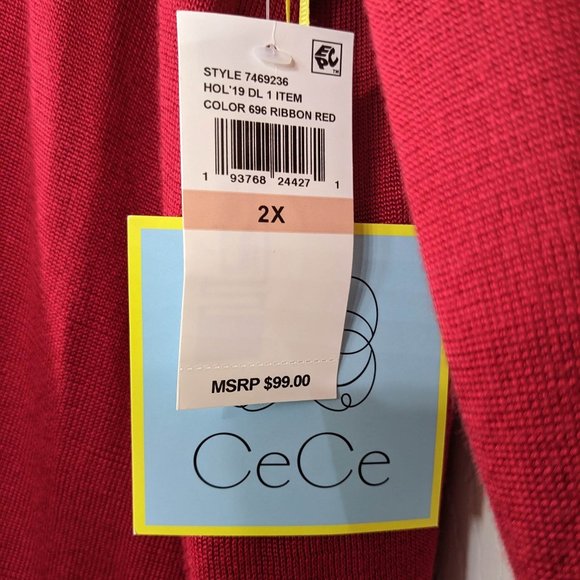 EPC™
STYLE 7469236
HOL'19 DL 1 ITEM
COLOR 696 RIBBON RED
1 93768 24427 1
2X
MSRP $99.00
CeCe